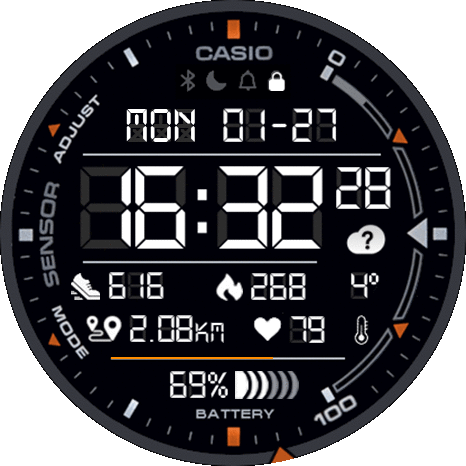 CASIO
0
ADJUST
MON 01-27
16:32 28
?
SENSOR
616 268 4°
MODE
2.08KM 79
69%
BATTERY
100